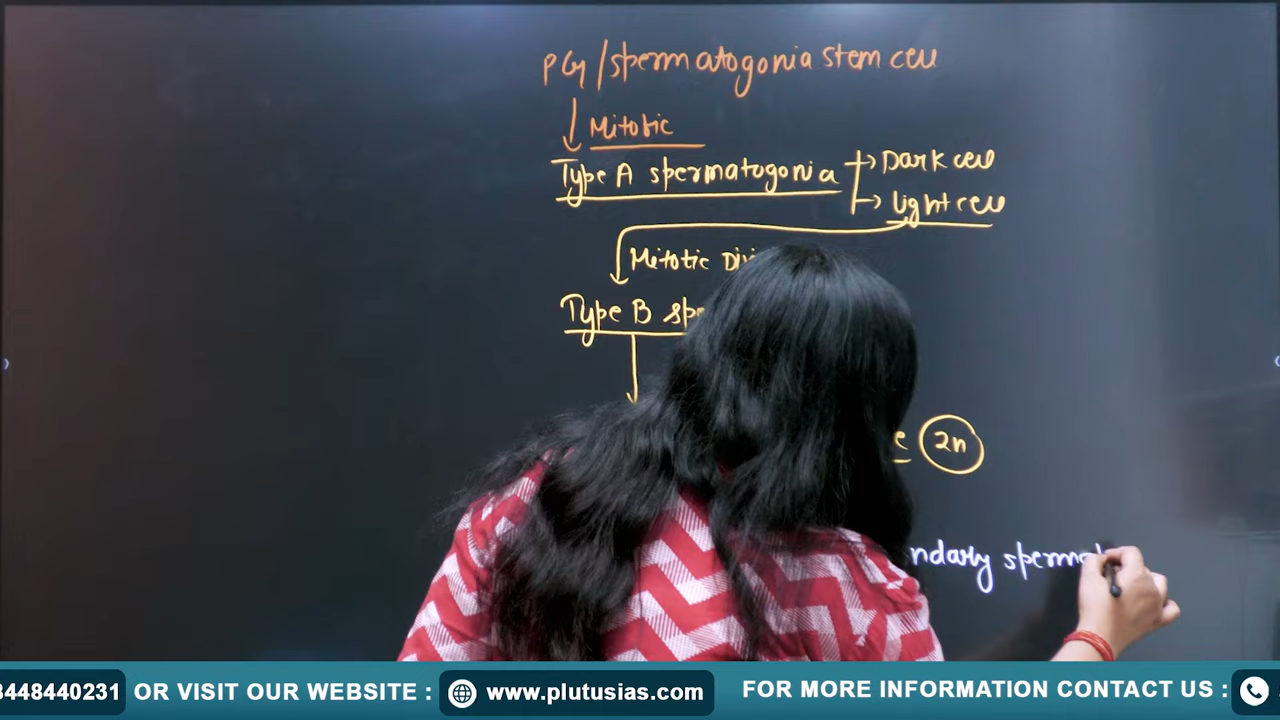 PG/spermatogonia stem cell
Mitotic
Type A spermatogonia
Dark cell
light cell
Mitotic
Type B
2n
8448440231 OR VISIT OUR WEBSITE : www.plutusias.com FOR MORE INFORMATION CONTACT US :